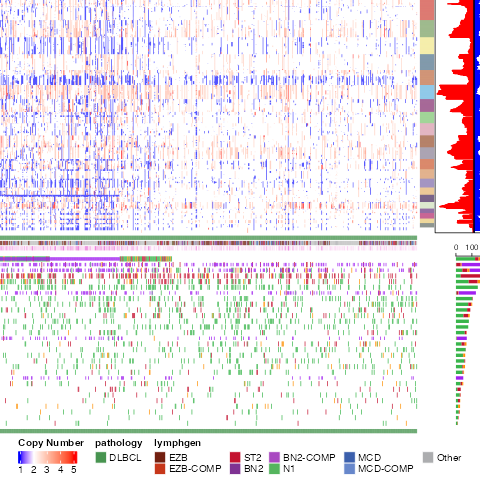 0 100
Copy Number pathology lymphgen
DLBCL EZB ST2 BN2-COMP MCD Other
1 2 3 4 5 EZB-COMP BN2 N1 MCD-COMP